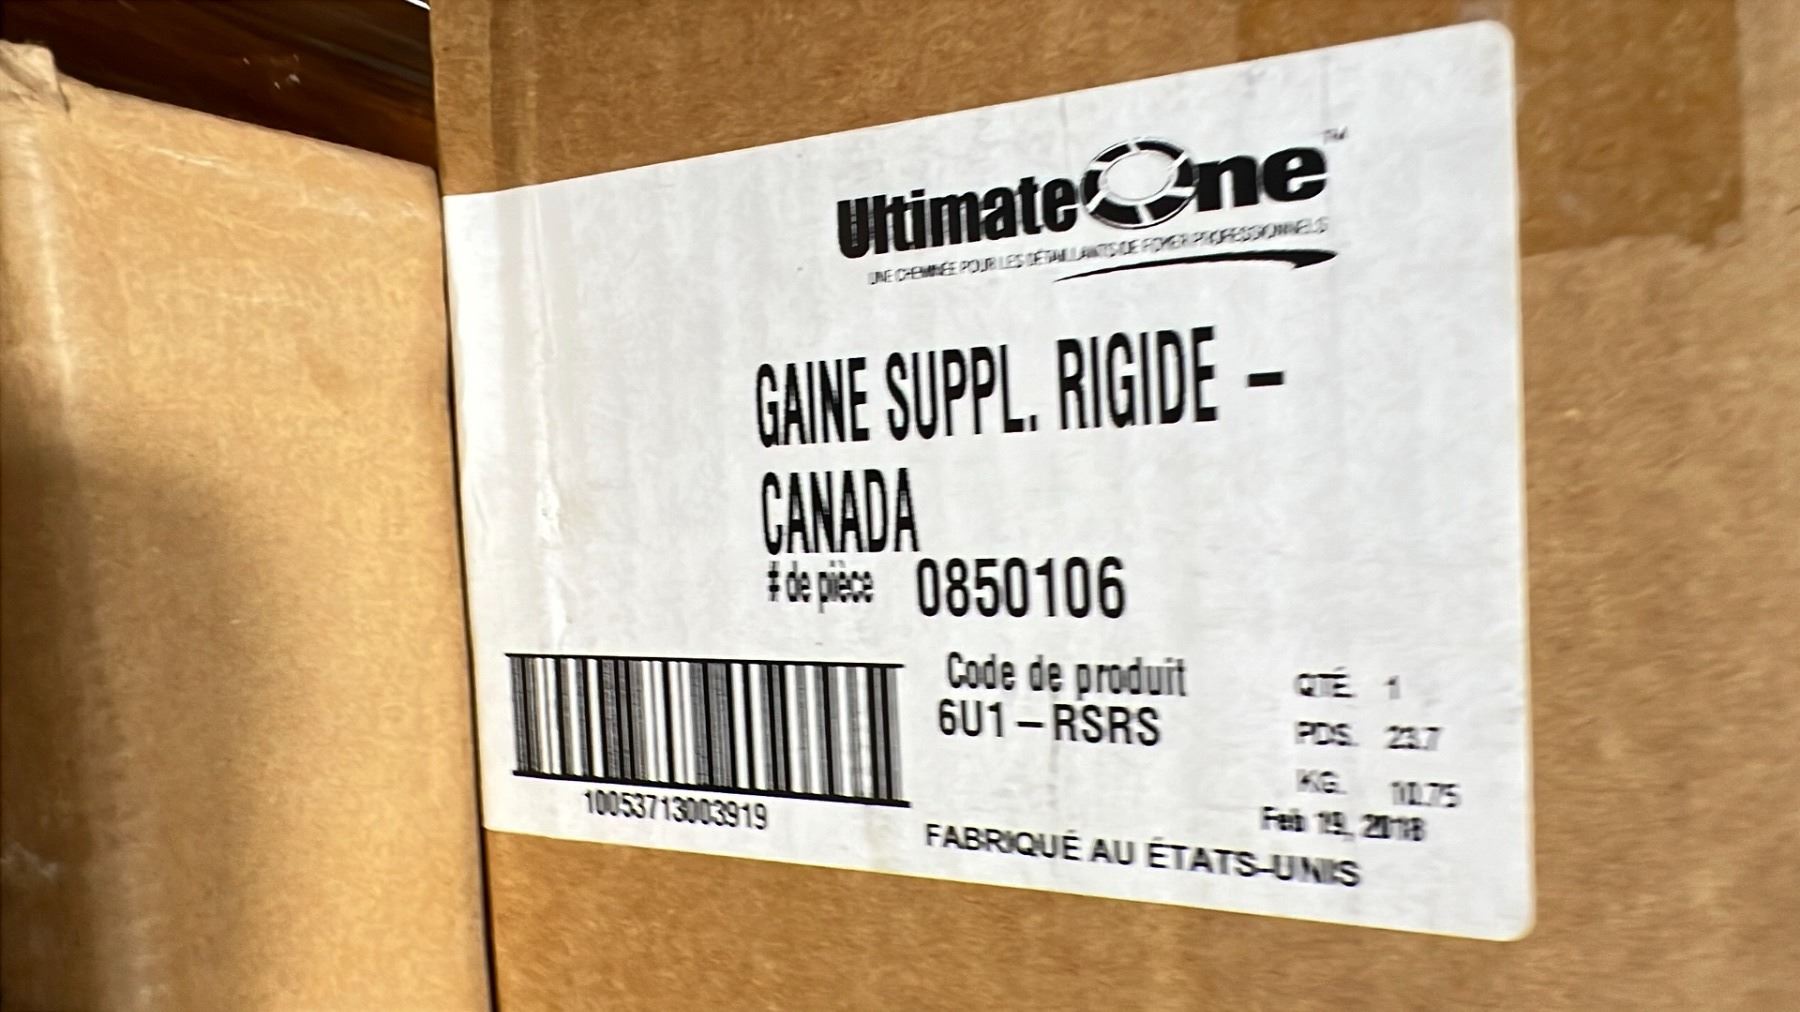 UltimateOne™
UNE CHEMINÉE POUR LES DÉTAILLANTS DE FOYER PROFESSIONNELS
GAINE SUPPL. RIGIDE –
CANADA
# de pièce 0850106
Code de produit
6U1–RSRS
QTÉ. 1
PDS. 23.7
KG. 10.75
Feb 19, 2018
10053713003919
FABRIQUÉ AU ÉTATS-UNIS